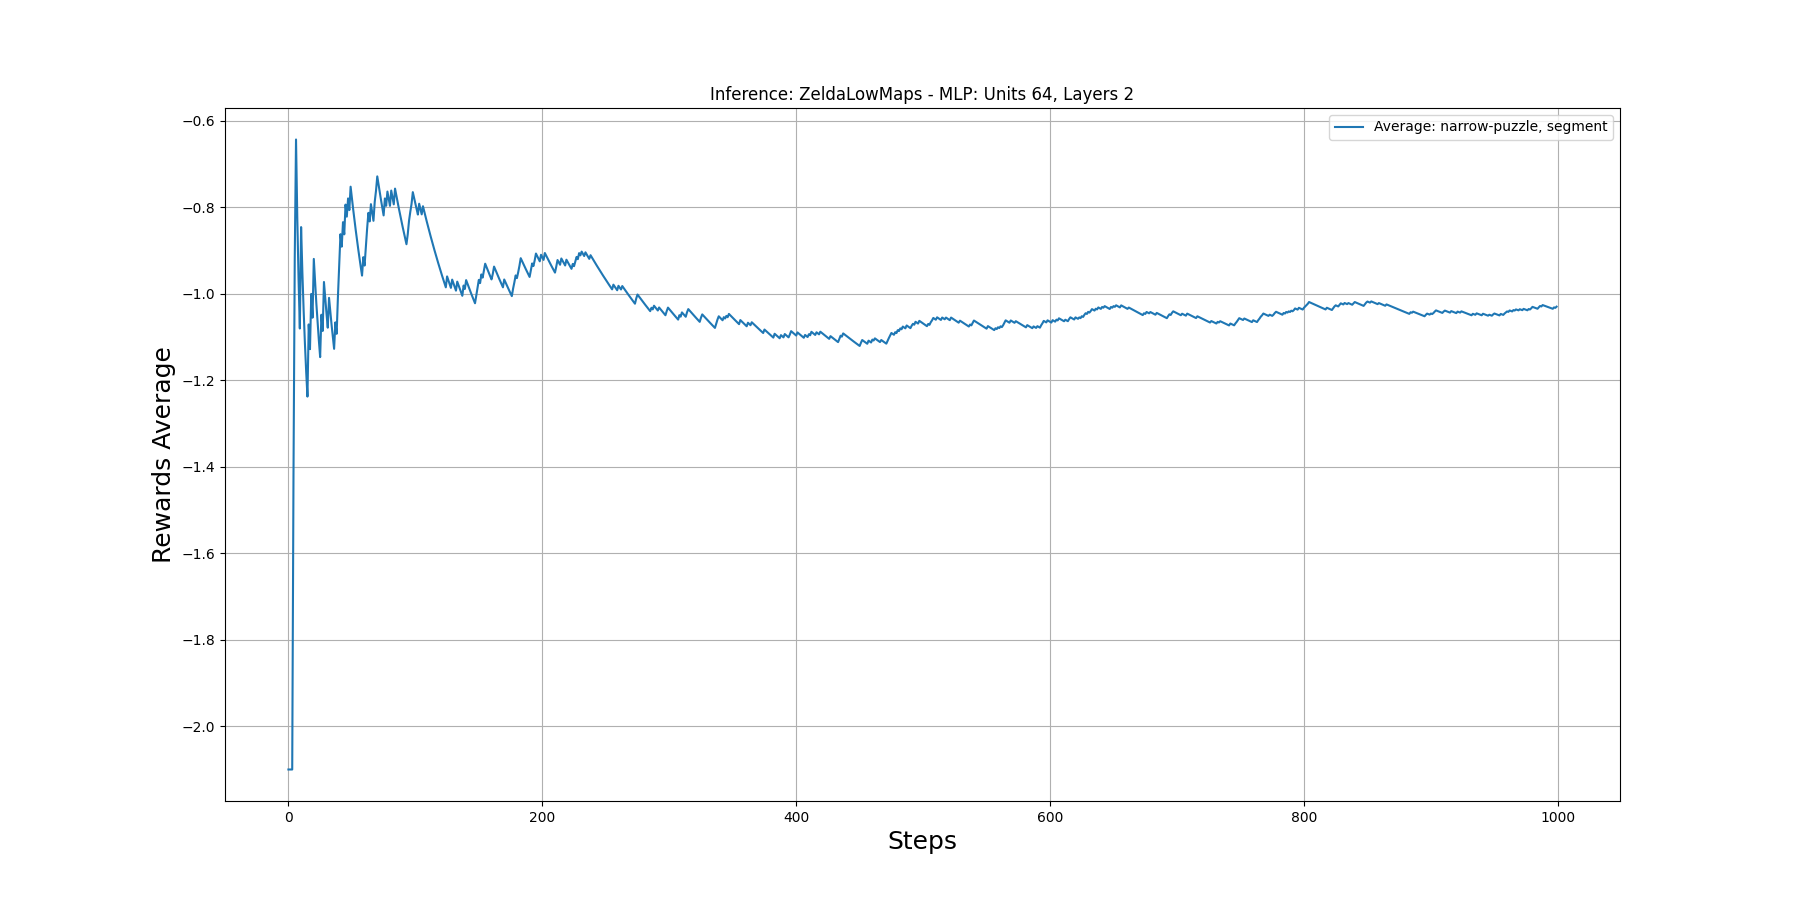 Inference: ZeldaLowMaps - MLP: Units 64, Layers 2
Average: narrow-puzzle, segment
Rewards Average
−0.6
−0.8
−1.0
−1.2
−1.4
−1.6
−1.8
−2.0
0 200 400 600 800 1000
Steps